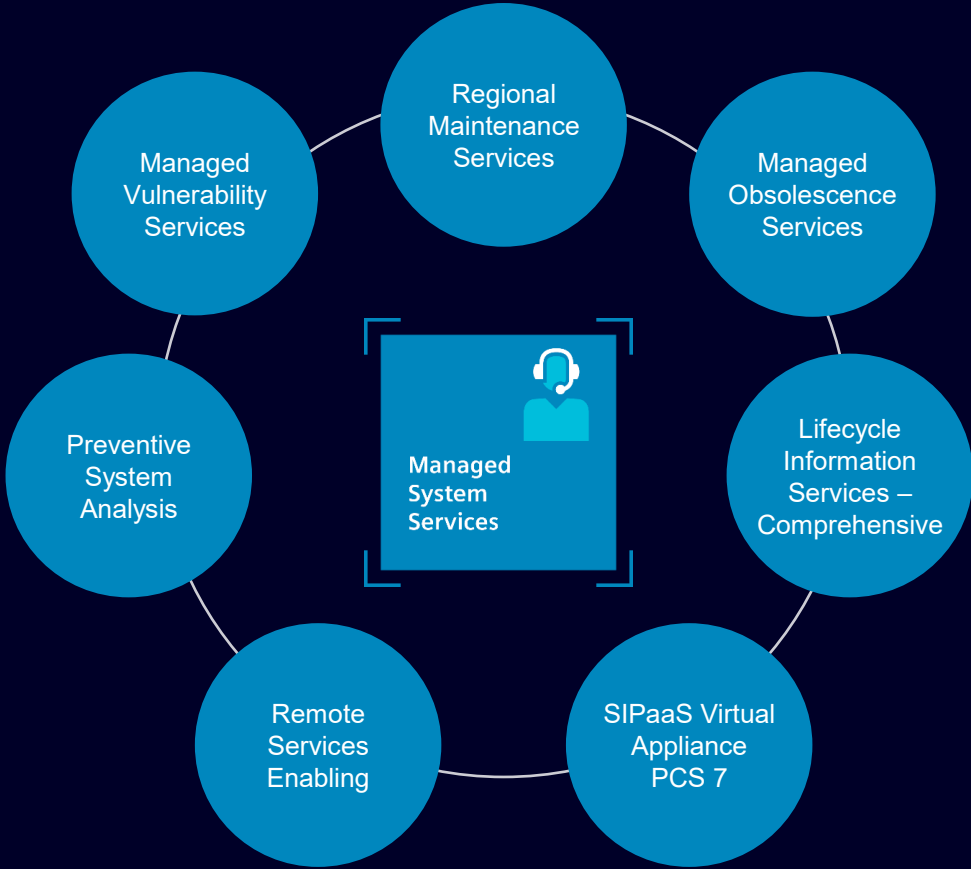 Regional
Maintenance
Services
Managed
Vulnerability
Services
Managed
Obsolescence
Services
Preventive
System
Analysis
Managed
System
Services
Lifecycle
Information
Services –
Comprehensive
Remote
Services
Enabling
SIPaaS Virtual
Appliance
PCS 7